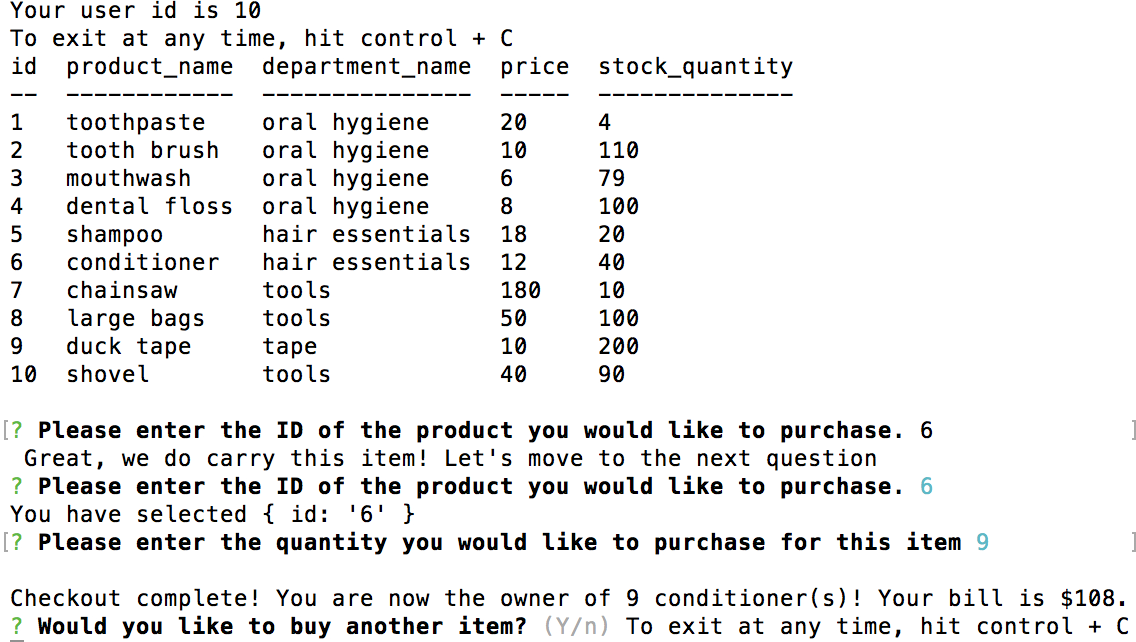 Your user id is 10
To exit at any time, hit control + C
id  product_name  department_name  price  stock_quantity
--  ------------  ---------------  -----  --------------
1   toothpaste    oral hygiene     20     4
2   tooth brush   oral hygiene     10     110
3   mouthwash     oral hygiene     6      79
4   dental floss  oral hygiene     8      100
5   shampoo       hair essentials  18     20
6   conditioner   hair essentials  12     40
7   chainsaw      tools            180    10
8   large bags    tools            50     100
9   duck tape     tape             10     200
10  shovel        tools            40     90
[? Please enter the ID of the product you would like to purchase. 6 ]
Great, we do carry this item! Let's move to the next question
? Please enter the ID of the product you would like to purchase. 6
You have selected { id: '6' }
[? Please enter the quantity you would like to purchase for this item 9 ]
Checkout complete! You are now the owner of 9 conditioner(s)! Your bill is $108.
? Would you like to buy another item? (Y/n) To exit at any time, hit control + C